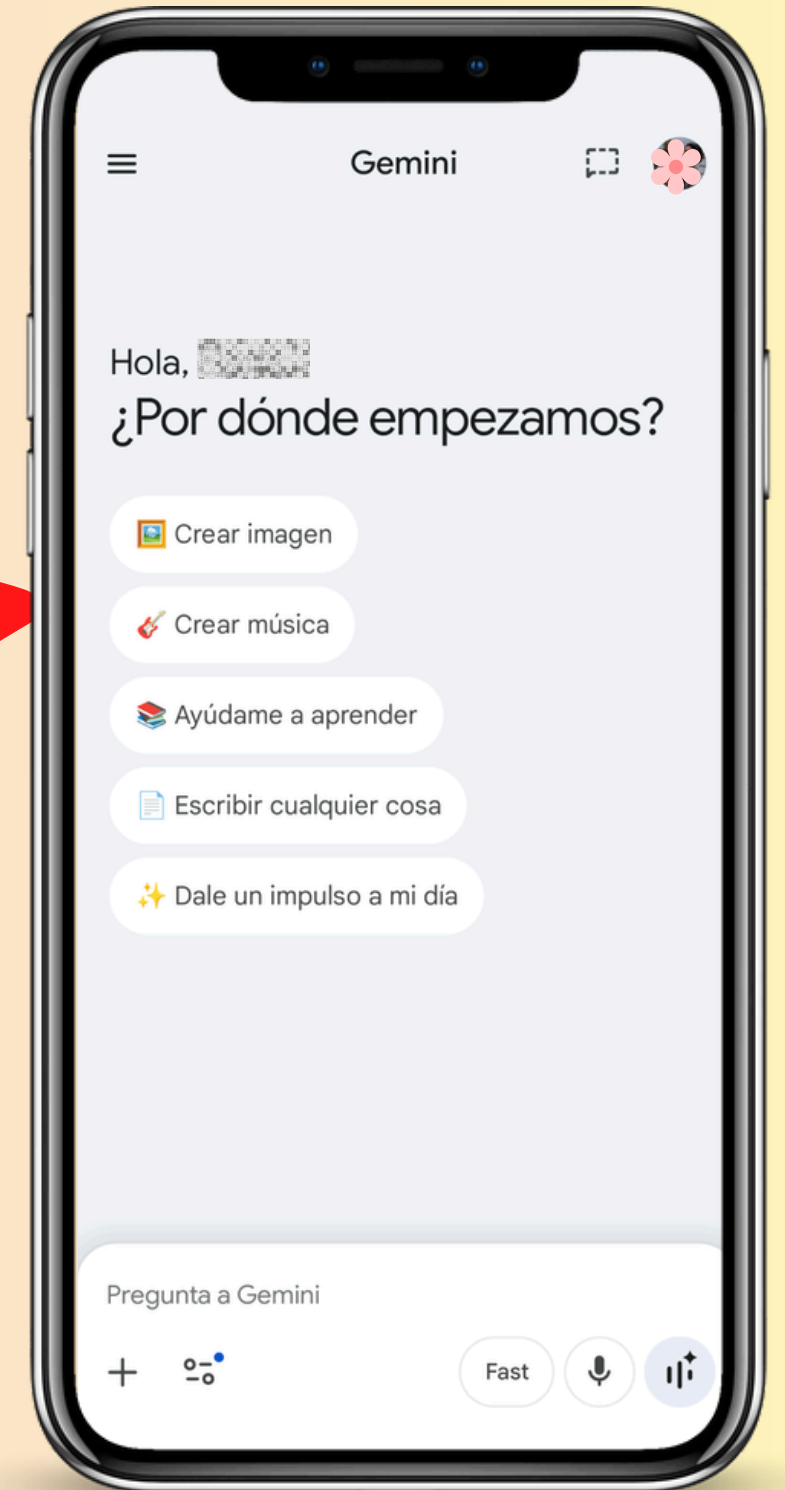 Gemini
Hola,
¿Por dónde empezamos?
Crear imagen
Crear música
Ayúdame a aprender
Escribir cualquier cosa
Dale un impulso a mi día
Pregunta a Gemini
Fast